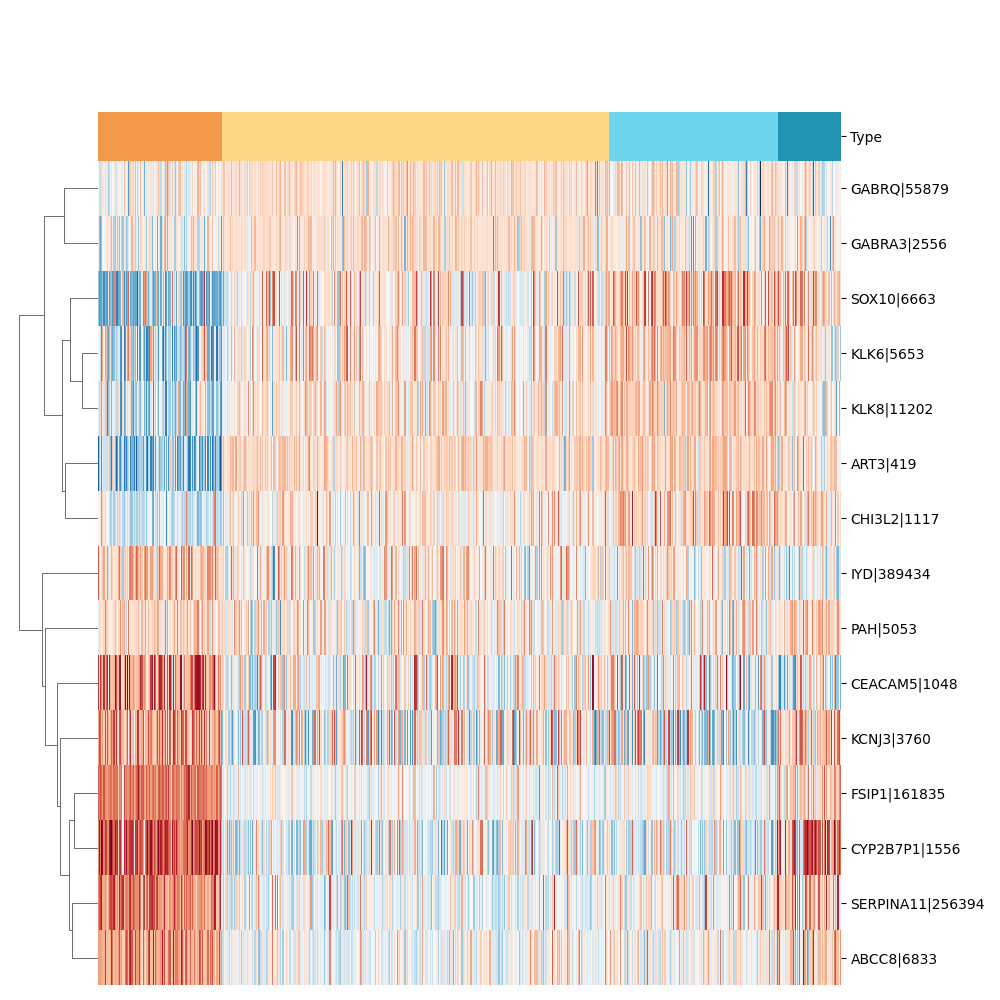 Type
GABRQ|55879
GABRA3|2556
SOX10|6663
KLK6|5653
KLK8|11202
ART3|419
CHI3L2|1117
IYD|389434
PAH|5053
CEACAM5|1048
KCNJ3|3760
FSIP1|161835
CYP2B7P1|1556
SERPINA11|256394
ABCC8|6833